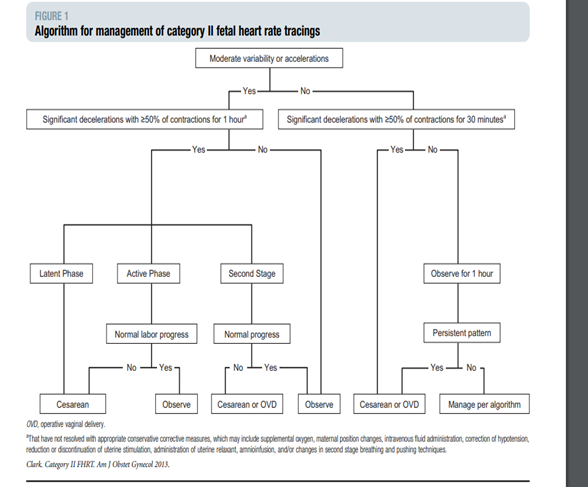 FIGURE 1
Algorithm for management of category II fetal heart rate tracings
Moderate variability or accelerations
Yes No
Significant decelerations with ≥50% of contractions for 1 hourª
Significant decelerations with ≥50% of contractions for 30 minutesª
Yes No
Yes No
Latent Phase
Active Phase
Second Stage
Observe for 1 hour
Normal labor progress
Normal progress
Persistent pattern
No Yes
No Yes
Yes No
Cesarean
Observe
Cesarean or OVD
Observe
Cesarean or OVD
Manage per algorithm
OVD, operative vaginal delivery.
ªThat have not resolved with appropriate conservative corrective measures, which may include supplemental oxygen, maternal position changes, intravenous fluid administration, correction of hypotension,
reduction or discontinuation of uterine stimulation, administration of uterine relaxant, amnioinfusion, and/or changes in second stage breathing and pushing techniques.
Clark. Category II FHRT. Am J Obstet Gynecol 2013.